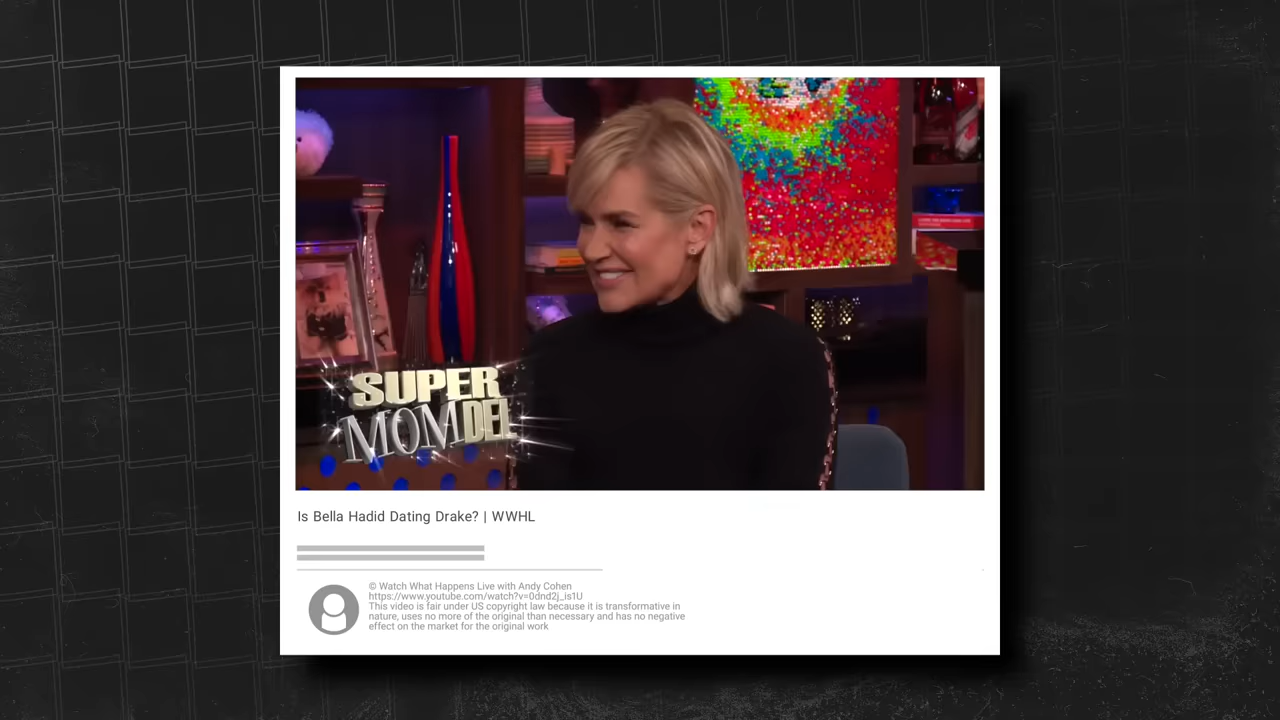 SUPER
MOMDEL
Is Bella Hadid Dating Drake? | WWHL
© Watch What Happens Live with Andy Cohen
https://www.youtube.com/watch?v=0dnd2j_is1U
This video is fair under US copyright law because it is transformative in
nature, uses no more of the original than necessary and has no negative
effect on the market for the original work